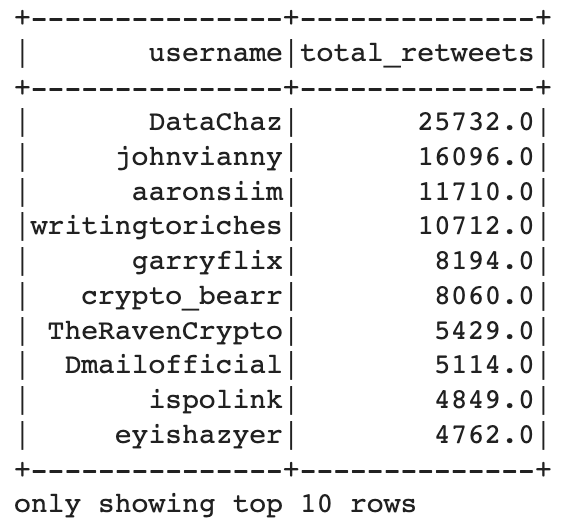 +---------------+--------------+
|       username|total_retweets|
+---------------+--------------+
|       DataChaz|       25732.0|
|     johnvianny|       16096.0|
|      aaronsiim|       11710.0|
|writingtoriches|       10712.0|
|      garryflix|        8194.0|
|   crypto_bearr|        8060.0|
| TheRavenCrypto|        5429.0|
|  Dmailofficial|        5114.0|
|       ispolink|        4849.0|
|     eyishazyer|        4762.0|
+---------------+--------------+
only showing top 10 rows